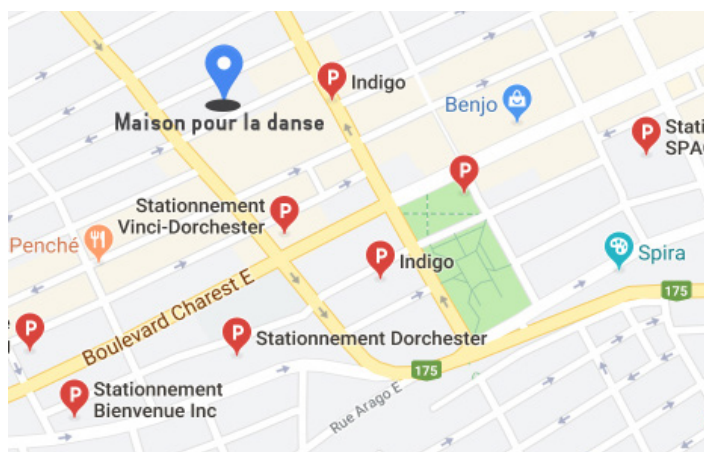 P Indigo
Benjo
Maison pour la danse
P Stati
SPA
P
Stationnement
Vinci-Dorchester P
Penché
P Indigo
Spira
175
Boulevard Charest E
P
P Stationnement Dorchester
175
P Stationnement
Bienvenue Inc
Rue Arago E